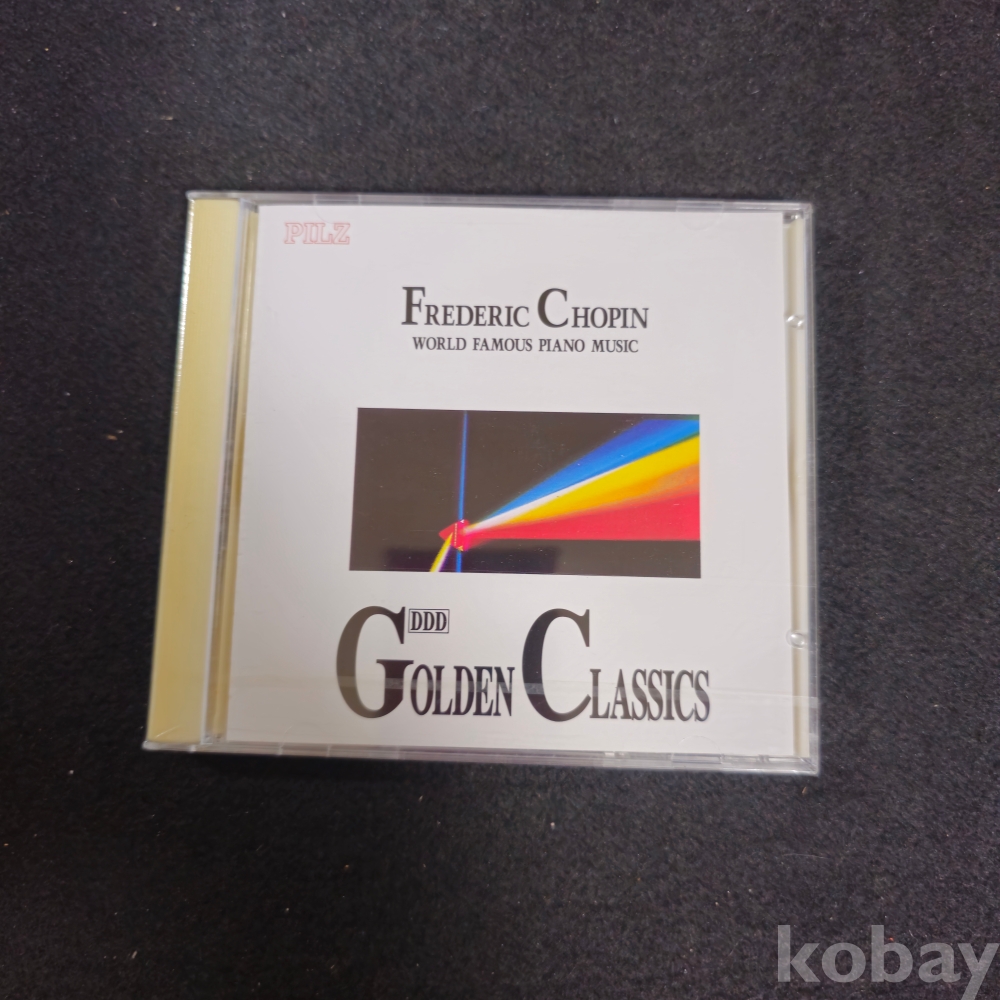 PILZ
FREDERIC CHOPIN
WORLD FAMOUS PIANO MUSIC
DDD
GOLDEN CLASSICS
kobay